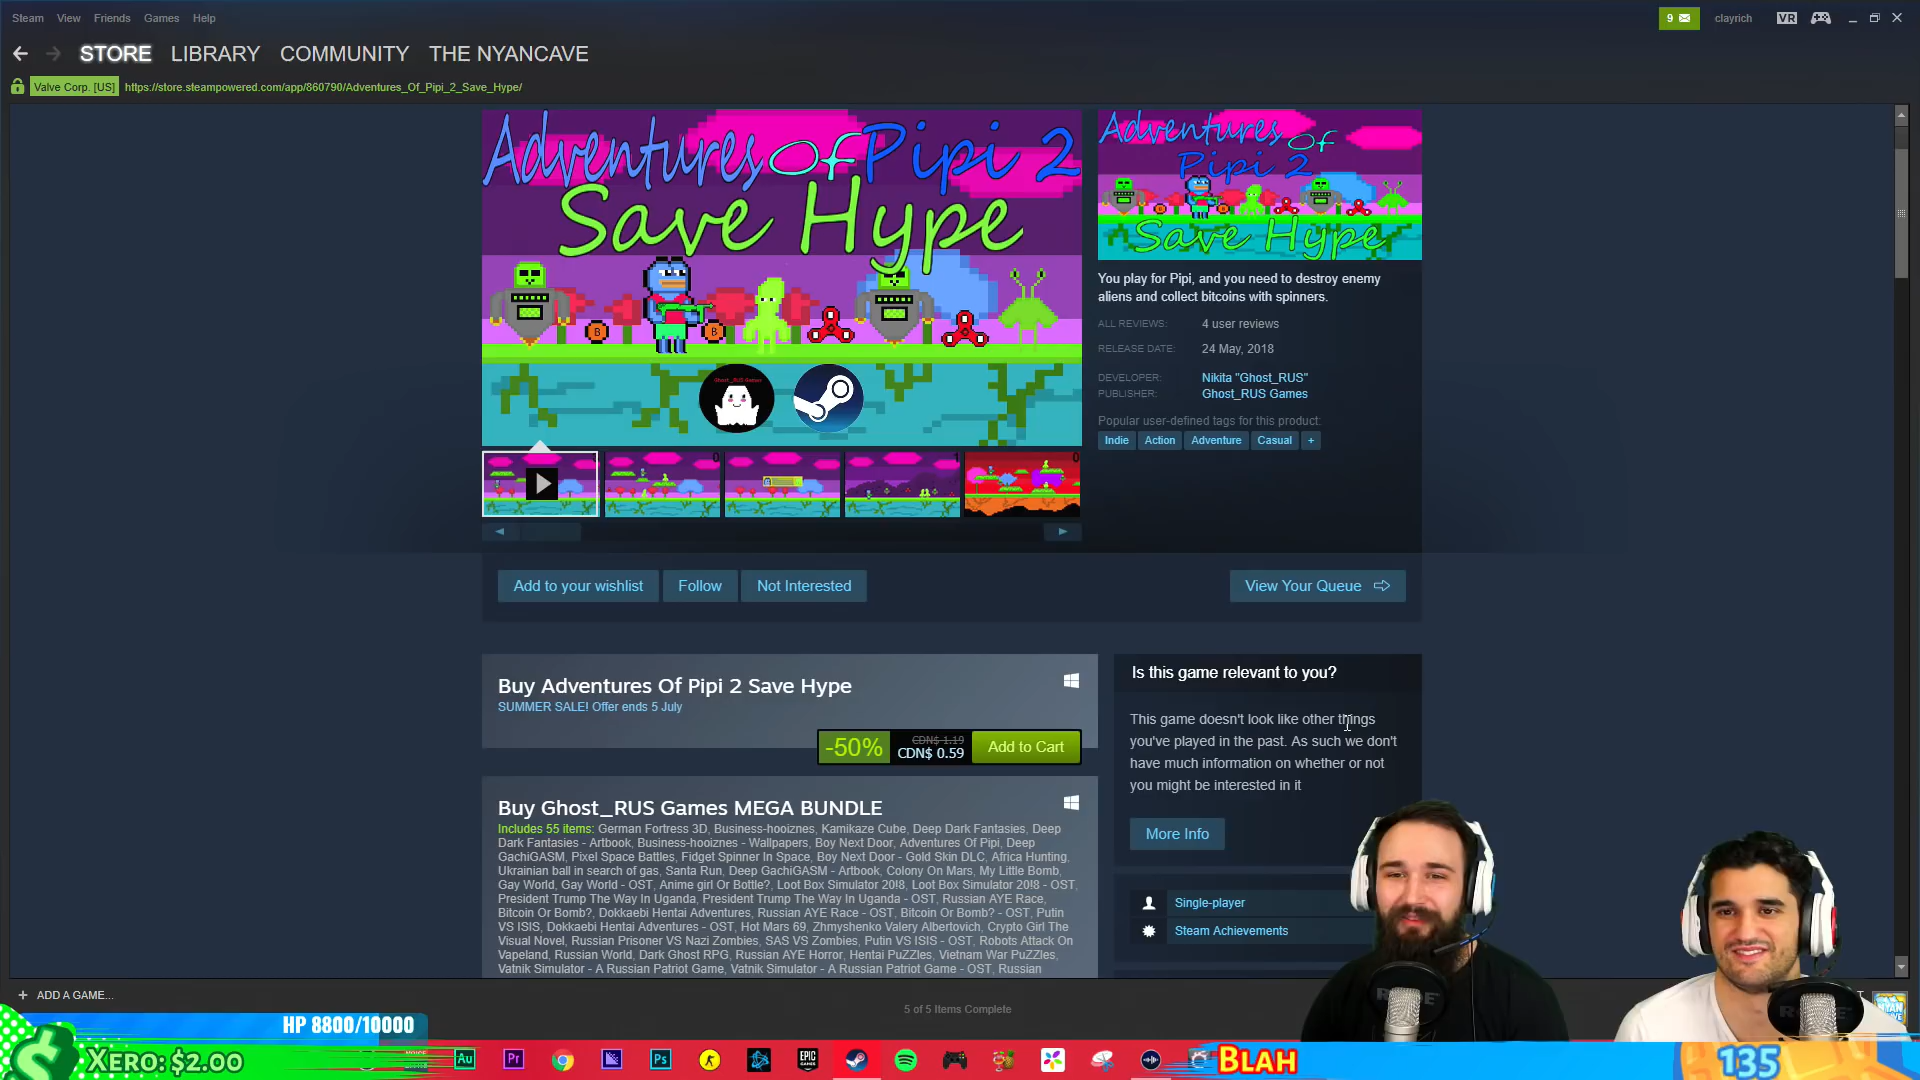 Steam View Friends Games Help
9
clayrich
VR
STORE LIBRARY COMMUNITY THE NYANCAVE
Valve Corp. [US] https://store.steampowered.com/app/860790/Adventures_Of_Pipi_2_Save_Hype/
Adventures Of Pipi 2
Save Hype
B
B
0
1
0
Adventures Of
Pipi 2
Save Hype
You play for Pipi, and you need to destroy enemy
aliens and collect bitcoins with spinners.
ALL REVIEWS: 4 user reviews
RELEASE DATE: 24 May, 2018
DEVELOPER: Nikita "Ghost_RUS"
PUBLISHER: Ghost_RUS Games
Popular user-defined tags for this product:
Indie Action Adventure Casual +
Add to your wishlist Follow Not Interested
View Your Queue
Buy Adventures Of Pipi 2 Save Hype
SUMMER SALE! Offer ends 5 July
-50% CDN$ 1.19 CDN$ 0.59 Add to Cart
Buy Ghost_RUS Games MEGA BUNDLE
Includes 55 items: German Fortress 3D, Business-hooiznes, Kamikaze Cube, Deep Dark Fantasies, Deep
Dark Fantasies - Artbook, Business-hooiznes - Wallpapers, Boy Next Door, Adventures Of Pipi, Deep
GachiGASM, Pixel Space Battles, Fidget Spinner In Space, Boy Next Door - Gold Skin DLC, Africa Hunting,
Ukrainian ball in search of gas, Santa Run, Deep GachiGASM - Artbook, Colony On Mars, My Little Bomb,
Gay World, Gay World - OST, Anime girl Or Bottle?, Loot Box Simulator 20!8, Loot Box Simulator 20!8 - OST,
President Trump The Way In Uganda, President Trump The Way In Uganda - OST, Russian AYE Race,
Bitcoin Or Bomb?, Dokkaebi Hentai Adventures, Russian AYE Race - OST, Bitcoin Or Bomb? - OST, Putin
VS ISIS, Dokkaebi Hentai Adventures - OST, Hot Mars 69, Zhmyshenko Valery Albertovich, Crypto Girl The
Visual Novel, Russian Prisoner VS Nazi Zombies, SAS VS Zombies, Putin VS ISIS - OST, Robots Attack On
Vapeland, Russian World, Dark Ghost RPG, Russian AYE Horror, Hentai PuZZles, Vietnam War PuZZles,
Vatnik Simulator - A Russian Patriot Game, Vatnik Simulator - A Russian Patriot Game - OST, Russian
Is this game relevant to you?
This game doesn't look like other things
you've played in the past. As such we don't
have much information on whether or not
you might be interested in it
More Info
Single-player
Steam Achievements
+ ADD A GAME...
5 of 5 Items Complete
HP 8800/10000
$
XERO: $2.00
Au Pr Ps
EPIC GAMES
BLAH
135
RODE